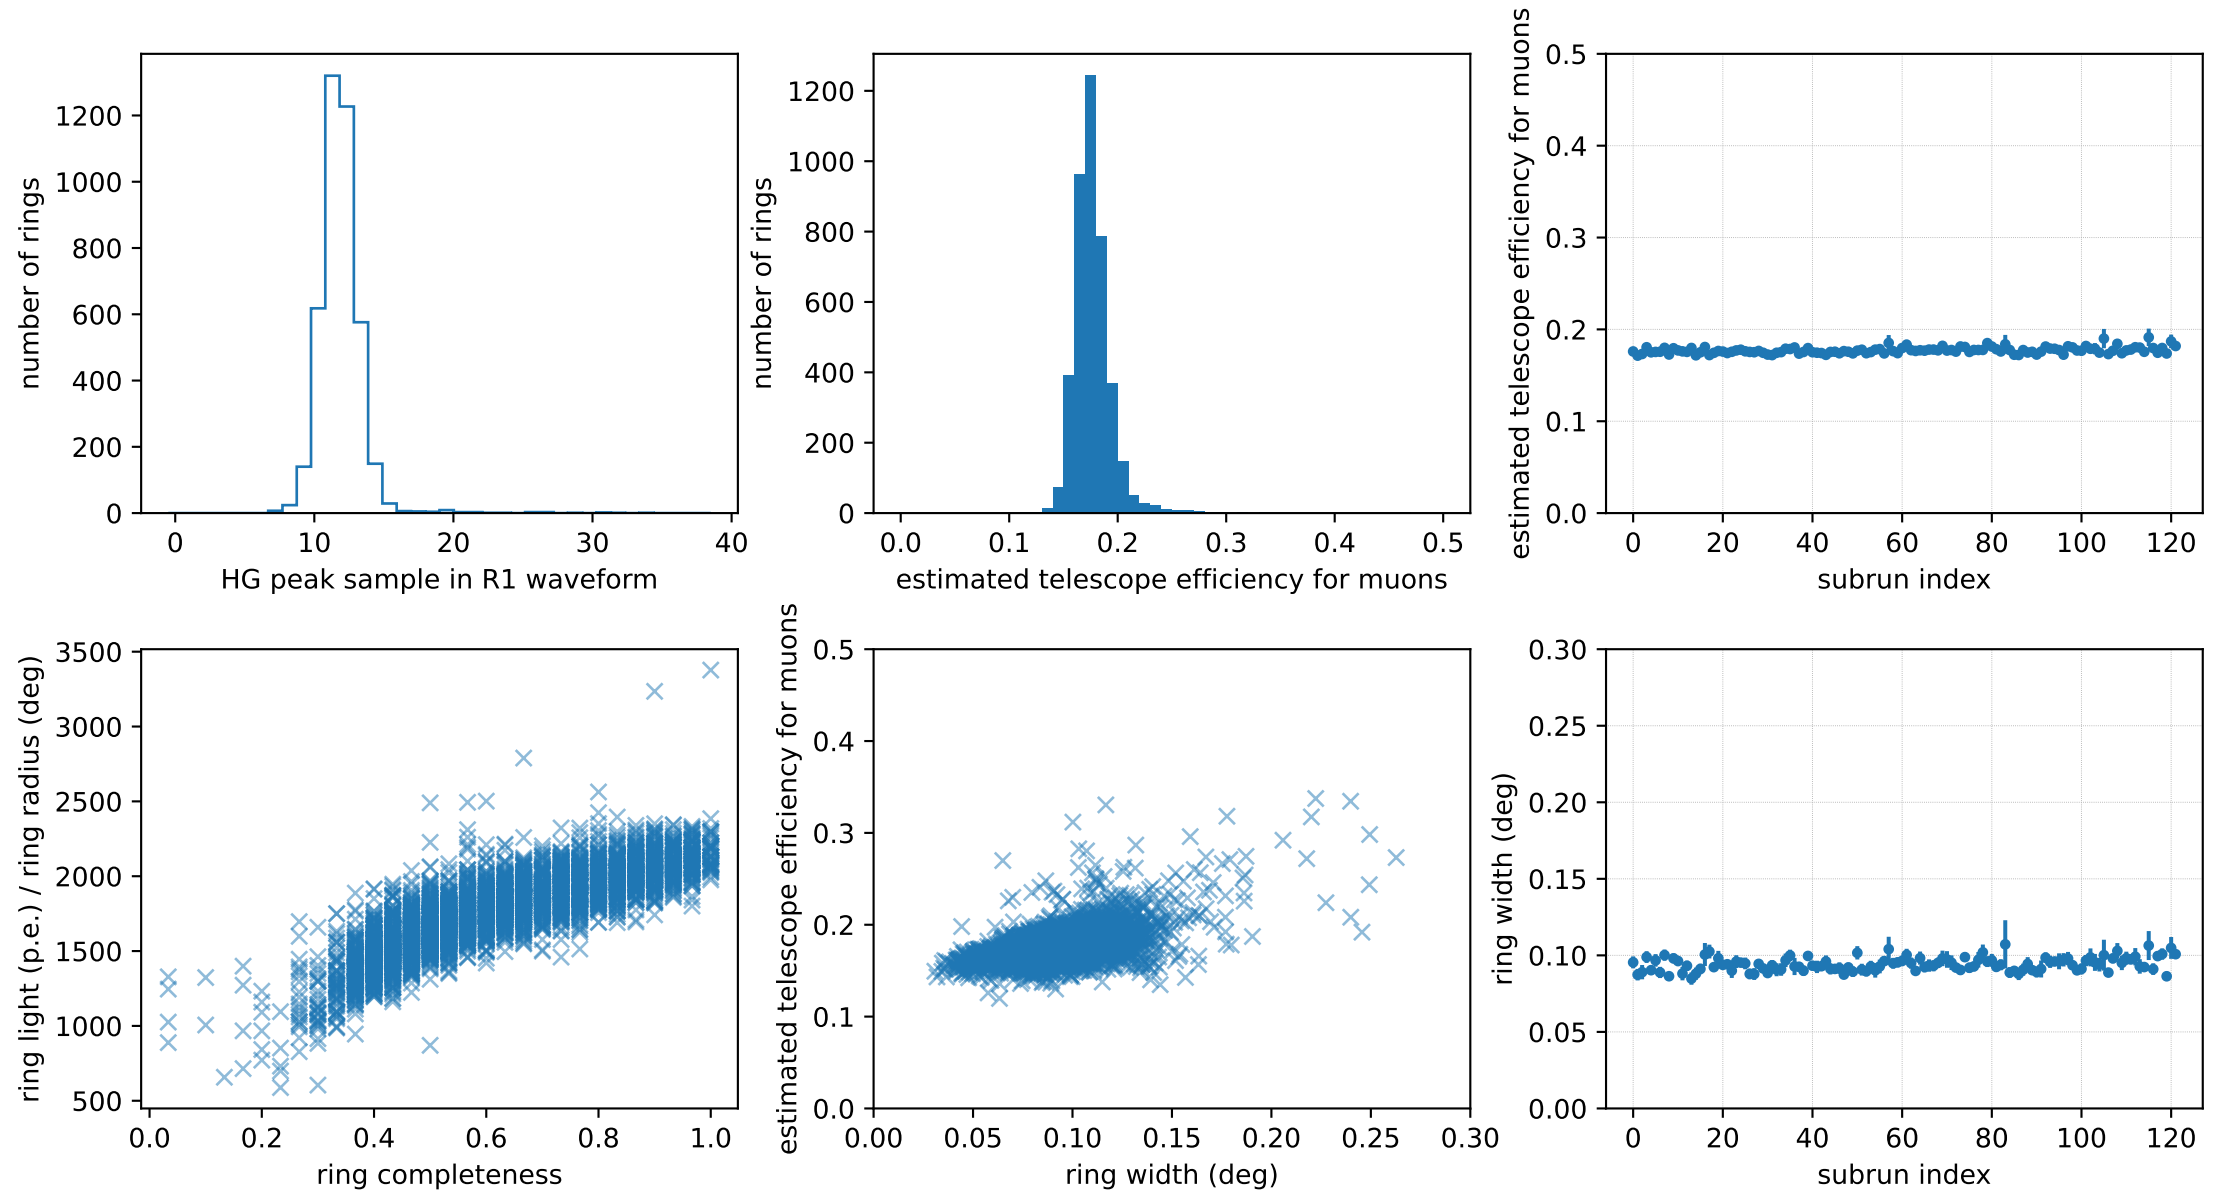 number of rings
1200
1000
800
600
400
200
0
0 10 20 30 40
HG peak sample in R1 waveform
number of rings
1200
1000
800
600
400
200
0
0.0 0.1 0.2 0.3 0.4 0.5
estimated telescope efficiency for muons
estimated telescope efficiency for muons
0.5
0.4
0.3
0.2
0.1
0.0
0 20 40 60 80 100 120
subrun index
ring light (p.e.) / ring radius (deg)
3500
3000
2500
2000
1500
1000
500
0.0 0.2 0.4 0.6 0.8 1.0
ring completeness
estimated telescope efficiency for muons
0.5
0.4
0.3
0.2
0.1
0.0
0.00 0.05 0.10 0.15 0.20 0.25 0.30
ring width (deg)
ring width (deg)
0.30
0.25
0.20
0.15
0.10
0.05
0.00
0 20 40 60 80 100 120
subrun index